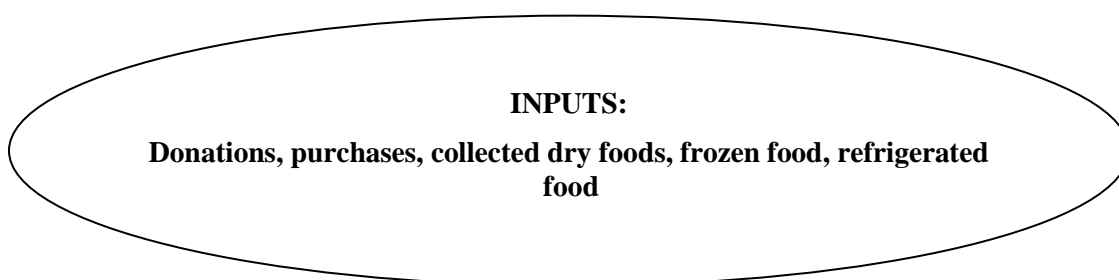 INPUTS:
Donations, purchases, collected dry foods, frozen food, refrigerated
food